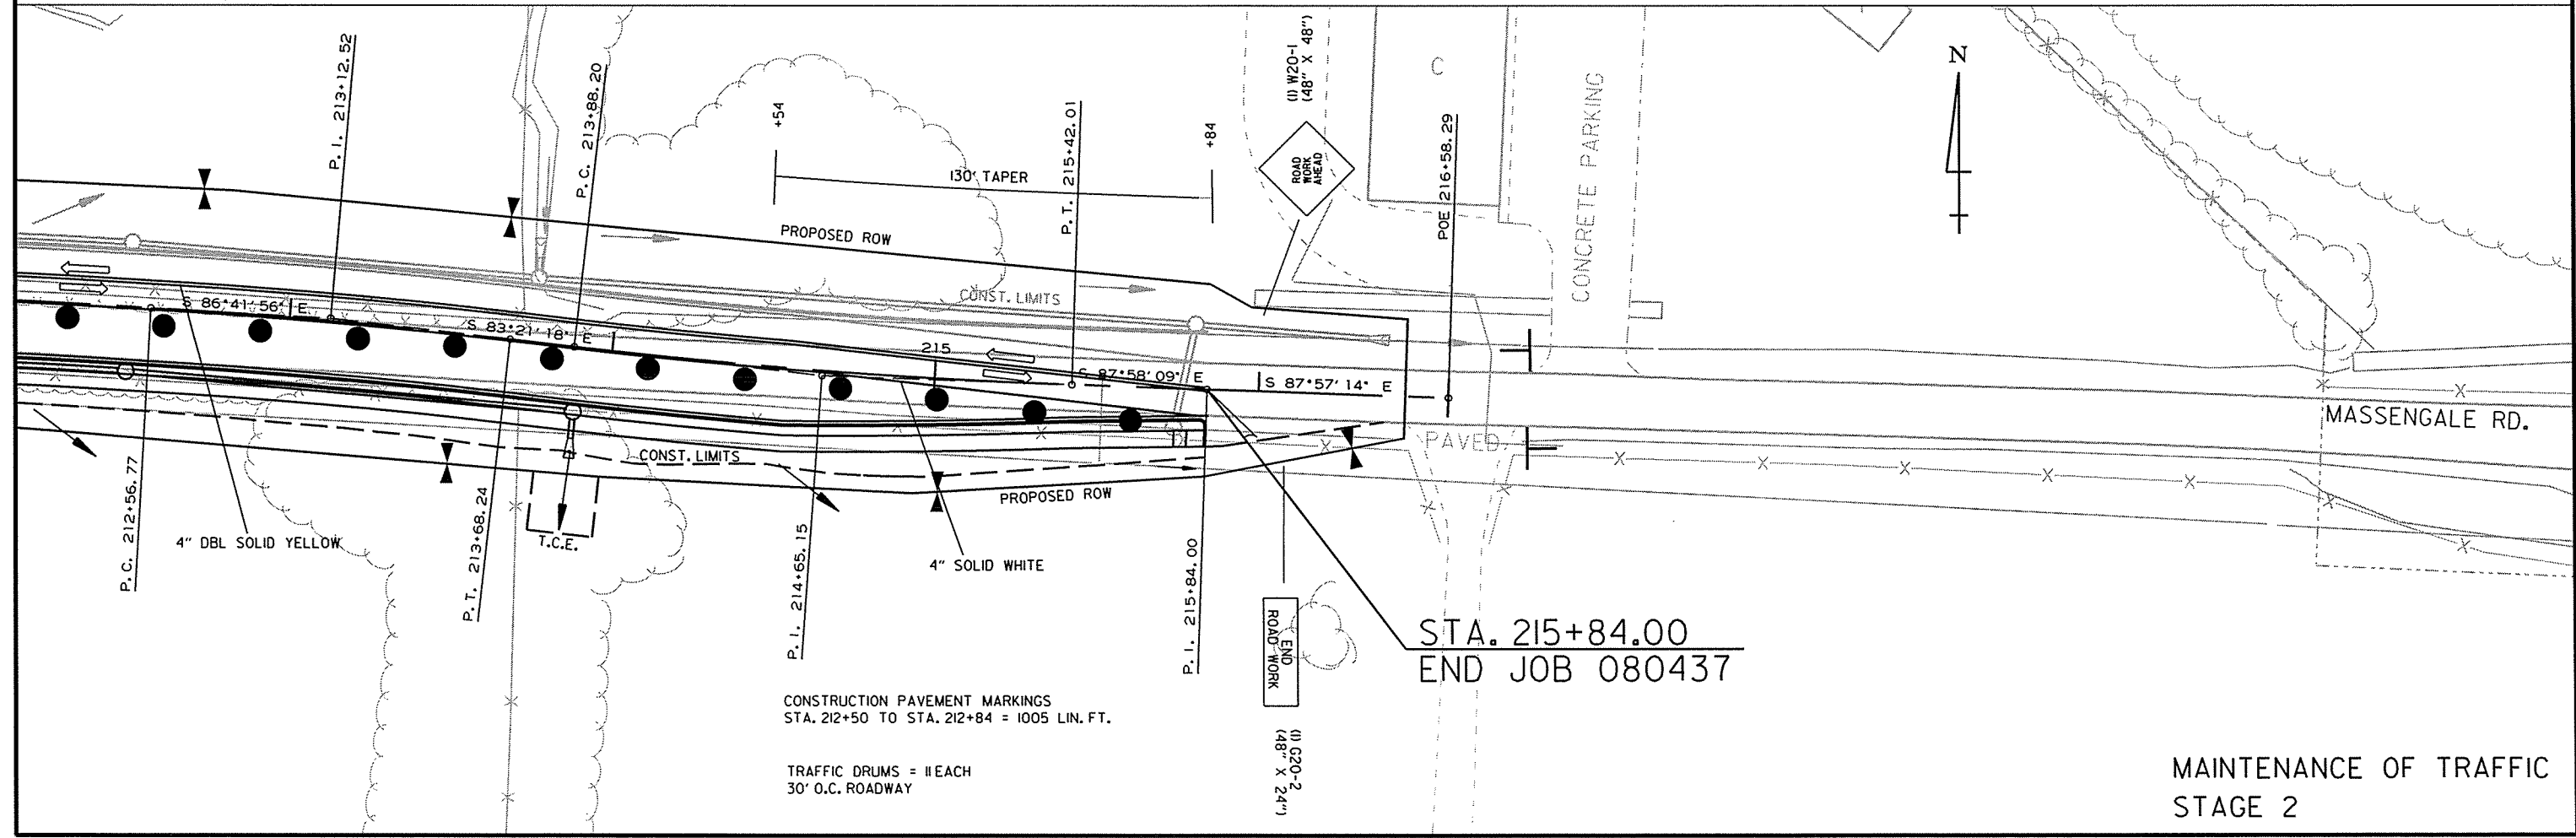 P.I. 213+12.52
P.C. 213+88.20
+54
130' TAPER
P.T. 215+42.01
+84
(1) W20-1
(48" X 48")
ROAD
WORK
AHEAD
C
POE 216+58.29
CONCRETE PARKING
N
PROPOSED ROW
CONST. LIMITS
S 86°41'56" E
S 83°21'18" E
215
S 87°58'09" E
S 87°57'14" E
MASSENGALE RD.
PAVED
CONST. LIMITS
PROPOSED ROW
P.C. 212+56.77
4" DBL SOLID YELLOW
P.T. 213+68.24
T.C.E.
P.I. 214+65.15
4" SOLID WHITE
P.I. 215+84.00
END
ROAD WORK
(1) G20-2
(48" X 24")
STA. 215+84.00
END JOB 080437
CONSTRUCTION PAVEMENT MARKINGS
STA. 212+50 TO STA. 212+84 = 1005 LIN. FT.
TRAFFIC DRUMS = 11 EACH
30' O.C. ROADWAY
MAINTENANCE OF TRAFFIC
STAGE 2